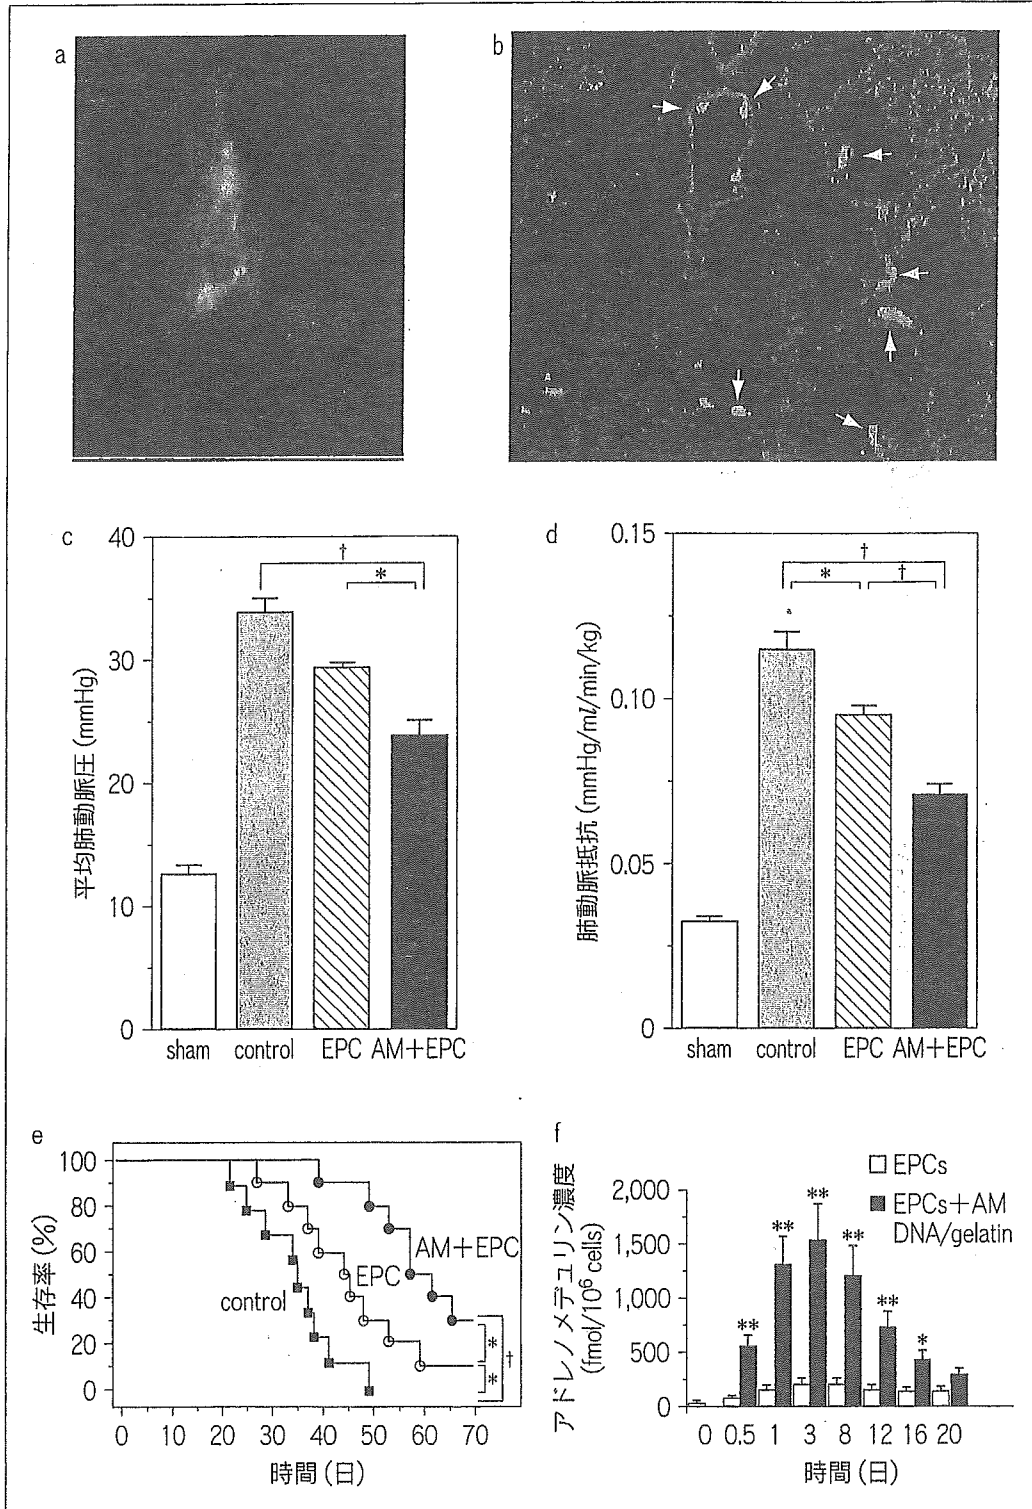 a
b
c
平均肺動脈圧 (mmHg)
40
30
20
10
0
†
*
sham control EPC AM+EPC
d
肺動脈抵抗 (mmHg/ml/min/kg)
0.15
0.10
0.05
0
†
* †
sham control EPC AM+EPC
e
生存率 (%)
100
80
60
40
20
0
AM+EPC
EPC
control
*
*
†
0 10 20 30 40 50 60 70
時間 (日)
f
アドレノメデュリン濃度
(fmol/10⁶ cells)
□ EPCs
■ EPCs+AM
DNA/gelatin
2,000
1,500
1,000
500
0
** ** ** ** ** *
0 0.5 1 3 8 12 16 20
時間 (日)